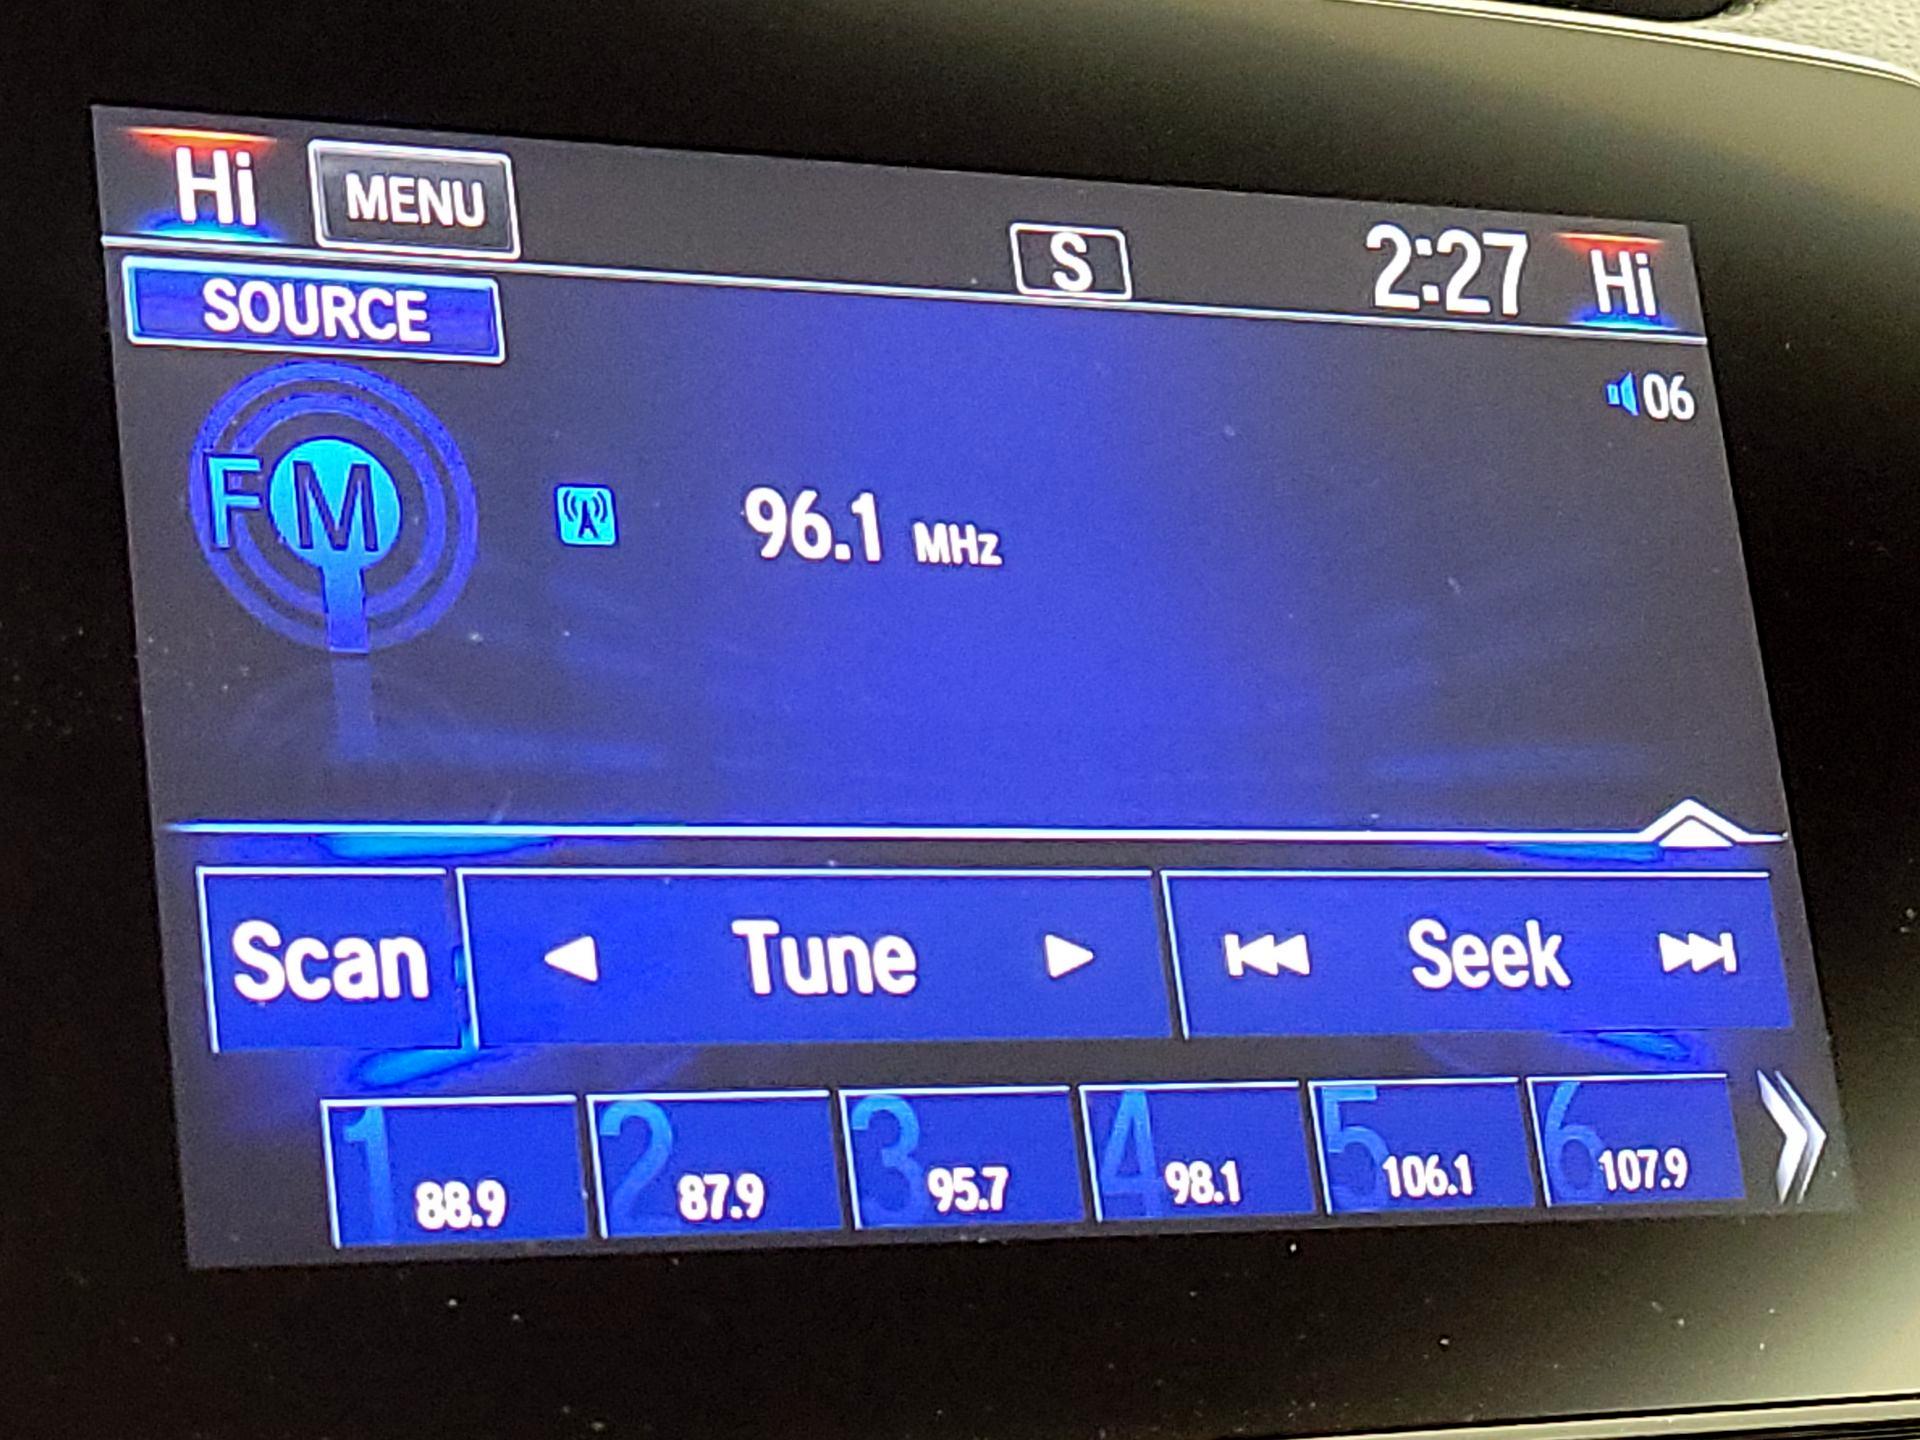 Hi MENU S 2:27 Hi
SOURCE
06
FM 96.1 MHz
Scan Tune Seek
1 88.9 2 87.9 3 95.7 4 98.1 5 106.1 6 107.9